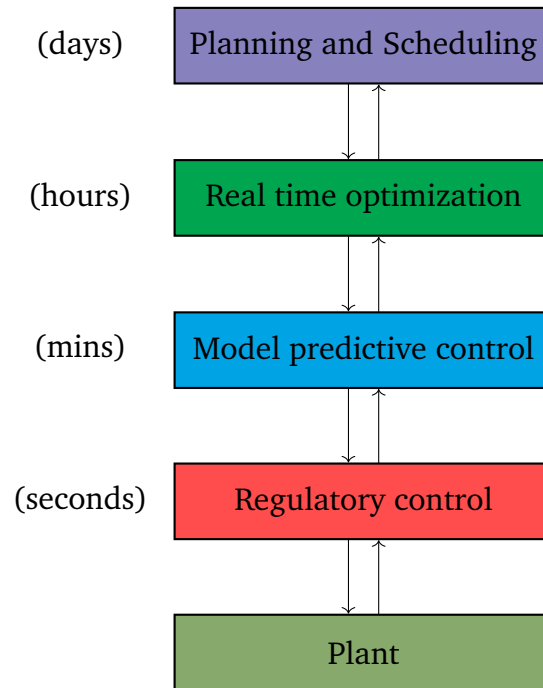 (days) Planning and Scheduling
(hours) Real time optimization
(mins) Model predictive control
(seconds) Regulatory control
Plant